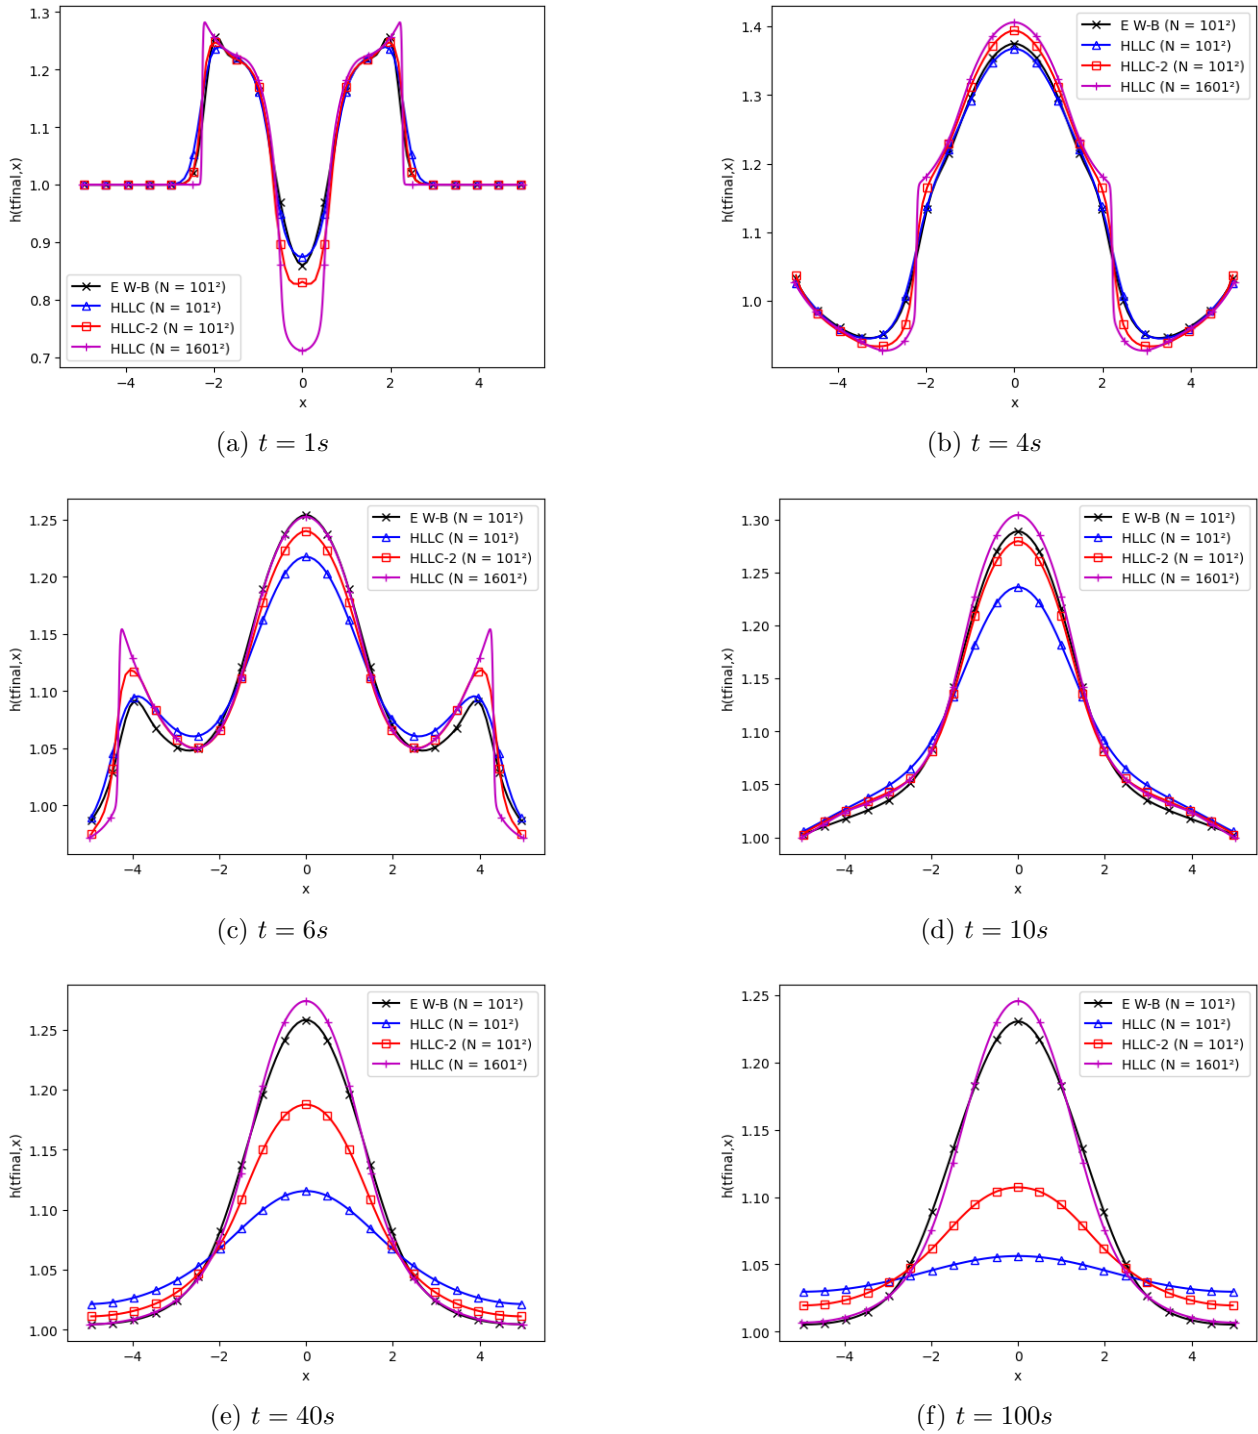 1.3
1.2
1.1
1.0
0.9
0.8
0.7
h(tfinal,x)
E W-B (N = 101²)
HLLC (N = 101²)
HLLC-2 (N = 101²)
HLLC (N = 1601²)
−4 −2 0 2 4
x
(a) t = 1s
1.4
1.3
1.2
1.1
1.0
h(tfinal,x)
E W-B (N = 101²)
HLLC (N = 101²)
HLLC-2 (N = 101²)
HLLC (N = 1601²)
−4 −2 0 2 4
x
(b) t = 4s
1.25
1.20
1.15
1.10
1.05
1.00
h(tfinal,x)
E W-B (N = 101²)
HLLC (N = 101²)
HLLC-2 (N = 101²)
HLLC (N = 1601²)
−4 −2 0 2 4
x
(c) t = 6s
1.30
1.25
1.20
1.15
1.10
1.05
1.00
h(tfinal,x)
E W-B (N = 101²)
HLLC (N = 101²)
HLLC-2 (N = 101²)
HLLC (N = 1601²)
−4 −2 0 2 4
x
(d) t = 10s
1.25
1.20
1.15
1.10
1.05
1.00
h(tfinal,x)
E W-B (N = 101²)
HLLC (N = 101²)
HLLC-2 (N = 101²)
HLLC (N = 1601²)
−4 −2 0 2 4
x
(e) t = 40s
1.25
1.20
1.15
1.10
1.05
1.00
h(tfinal,x)
E W-B (N = 101²)
HLLC (N = 101²)
HLLC-2 (N = 101²)
HLLC (N = 1601²)
−4 −2 0 2 4
x
(f) t = 100s